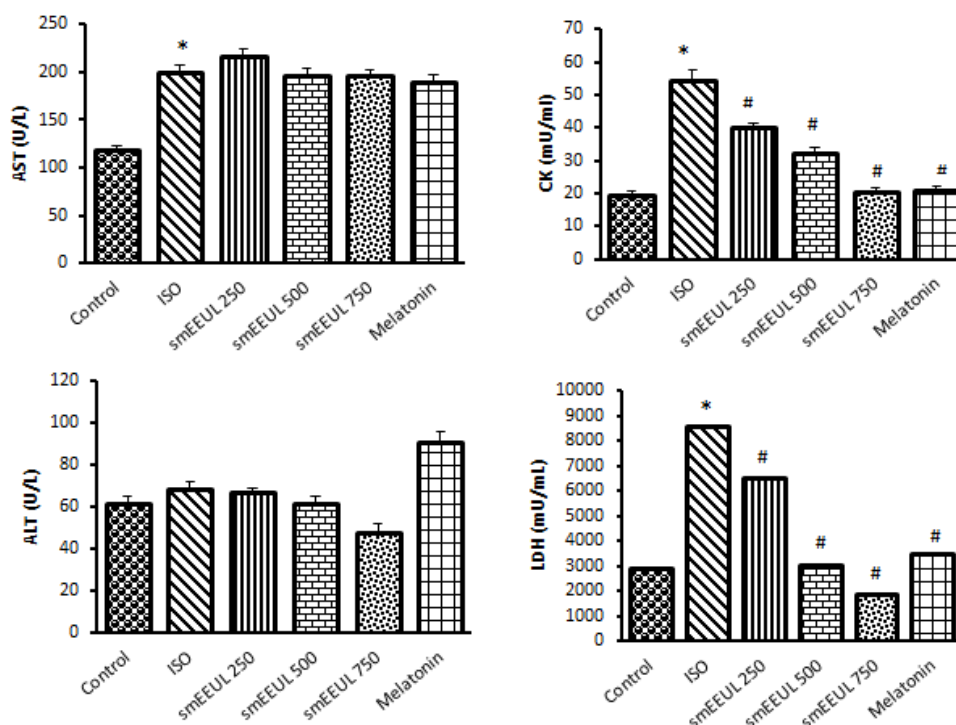 250
200
150
100
50
0
AST (U/L)
*
Control
ISO
smEEUL 250
smEEUL 500
smEEUL 750
Melatonin
70
60
50
40
30
20
10
0
CK (mU/ml)
*
#
#
#
#
Control
ISO
smEEUL 250
smEEUL 500
smEEUL 750
Melatonin
120
100
80
60
40
20
0
ALT (U/L)
Control
ISO
smEEUL 250
smEEUL 500
smEEUL 750
Melatonin
10000
9000
8000
7000
6000
5000
4000
3000
2000
1000
0
LDH (mU/mL)
*
#
#
#
#
Control
ISO
smEEUL 250
smEEUL 500
smEEUL 750
Melatonin